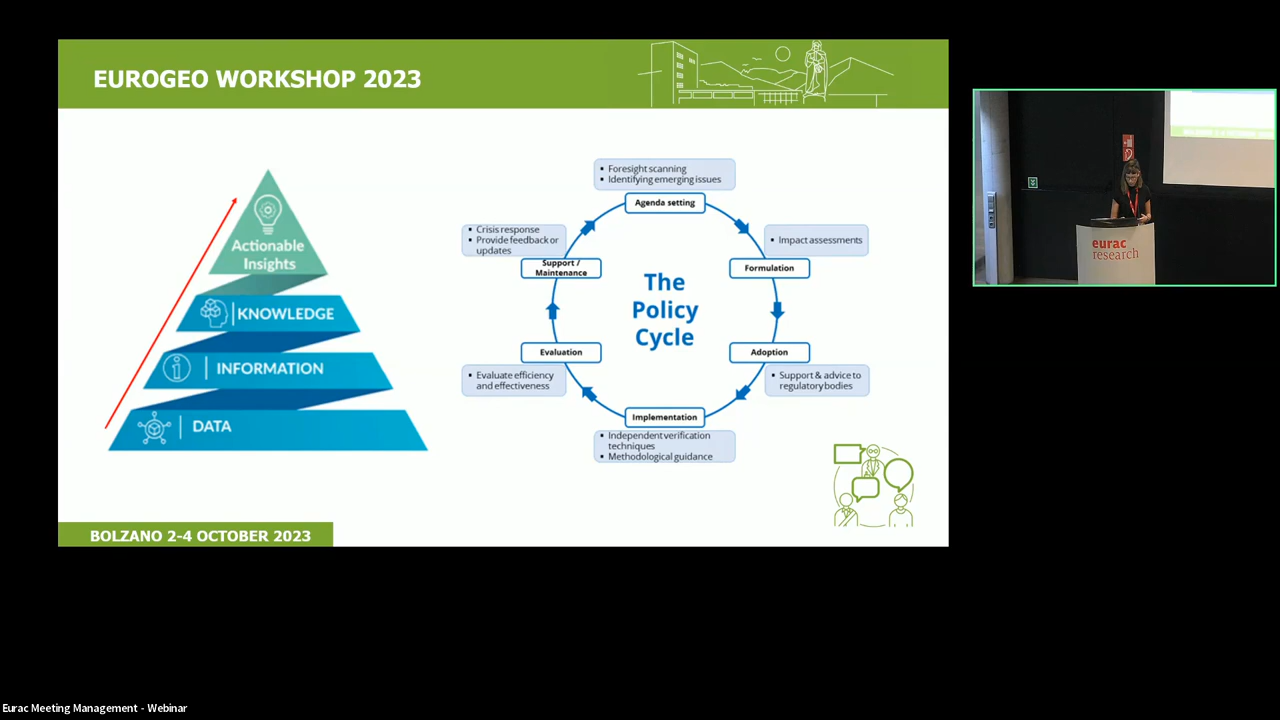 EUROGEO WORKSHOP 2023
Actionable
Insights
KNOWLEDGE
INFORMATION
DATA
• Foresight scanning
• Identifying emerging issues
Agenda setting
• Impact assessments
Formulation
Adoption
• Support & advice to
regulatory bodies
Implementation
• Independent verification
techniques
• Methodological guidance
Evaluation
• Evaluate efficiency
and effectiveness
• Crisis response
• Provide feedback or
updates
Support /
Maintenance
The
Policy
Cycle
BOLZANO 2-4 OCTOBER 2023
eurac
research
Eurac Meeting Management - Webinar